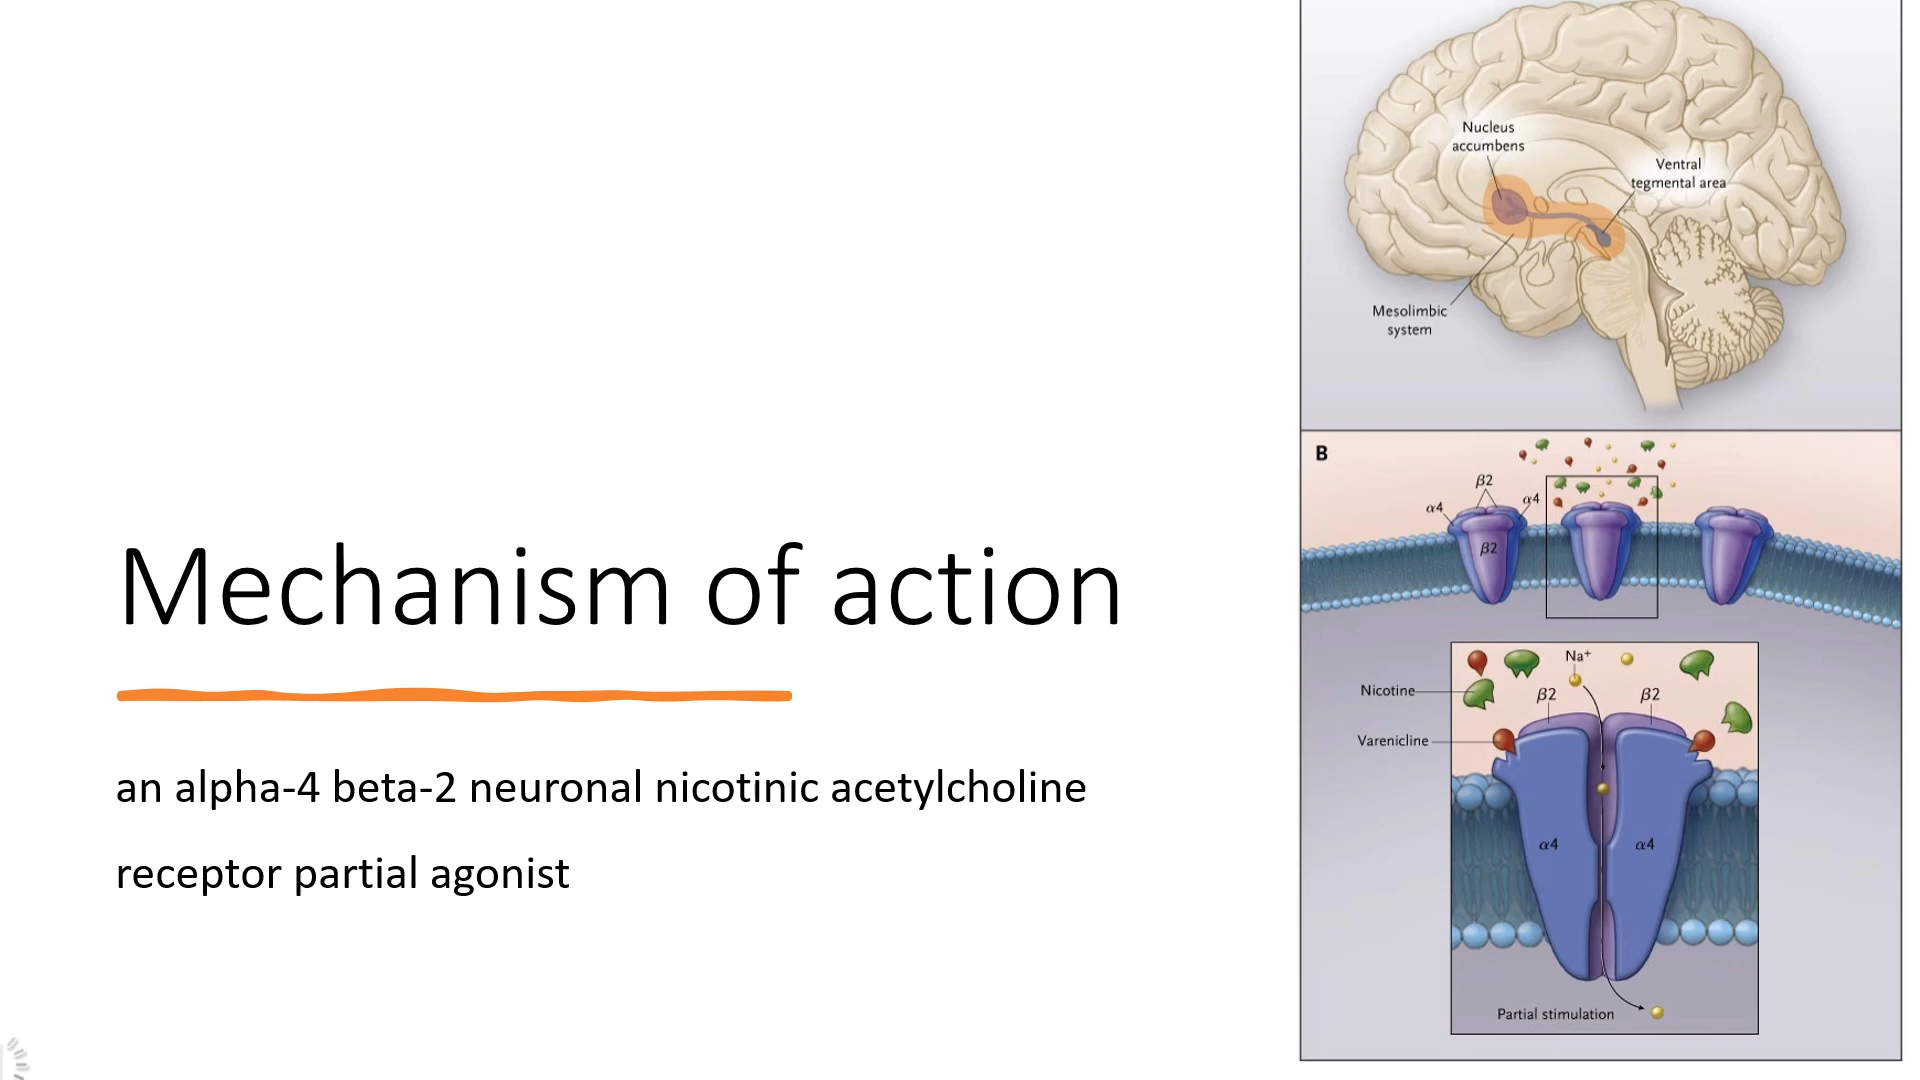 Mechanism of action
an alpha-4 beta-2 neuronal nicotinic acetylcholine
receptor partial agonist
Nucleus
accumbens
Ventral
tegmental area
Mesolimbic
system
B
β2
α4
α4
β2
Na⁺
Nicotine
β2
β2
Varenicline
α4
α4
Partial stimulation